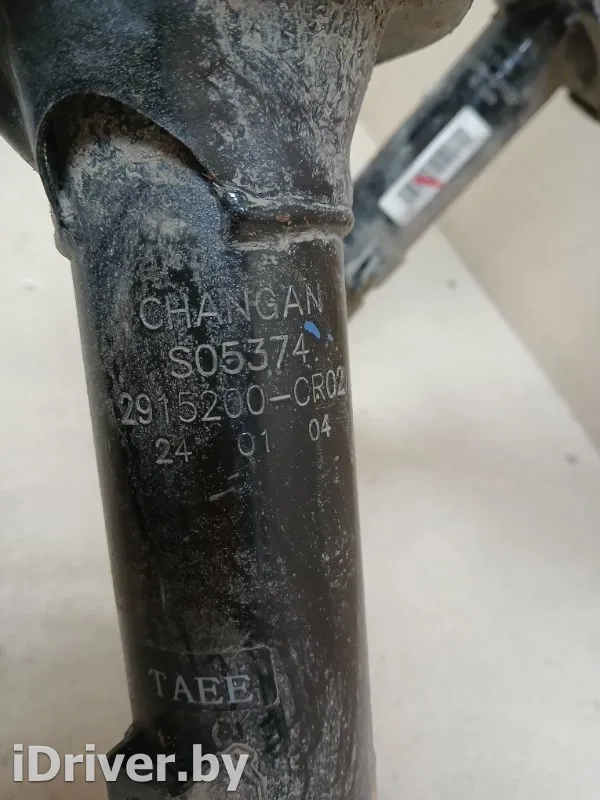 CHANGAN
S05374
2915200-CR02
24 01 04
TAEE
iDriver.by